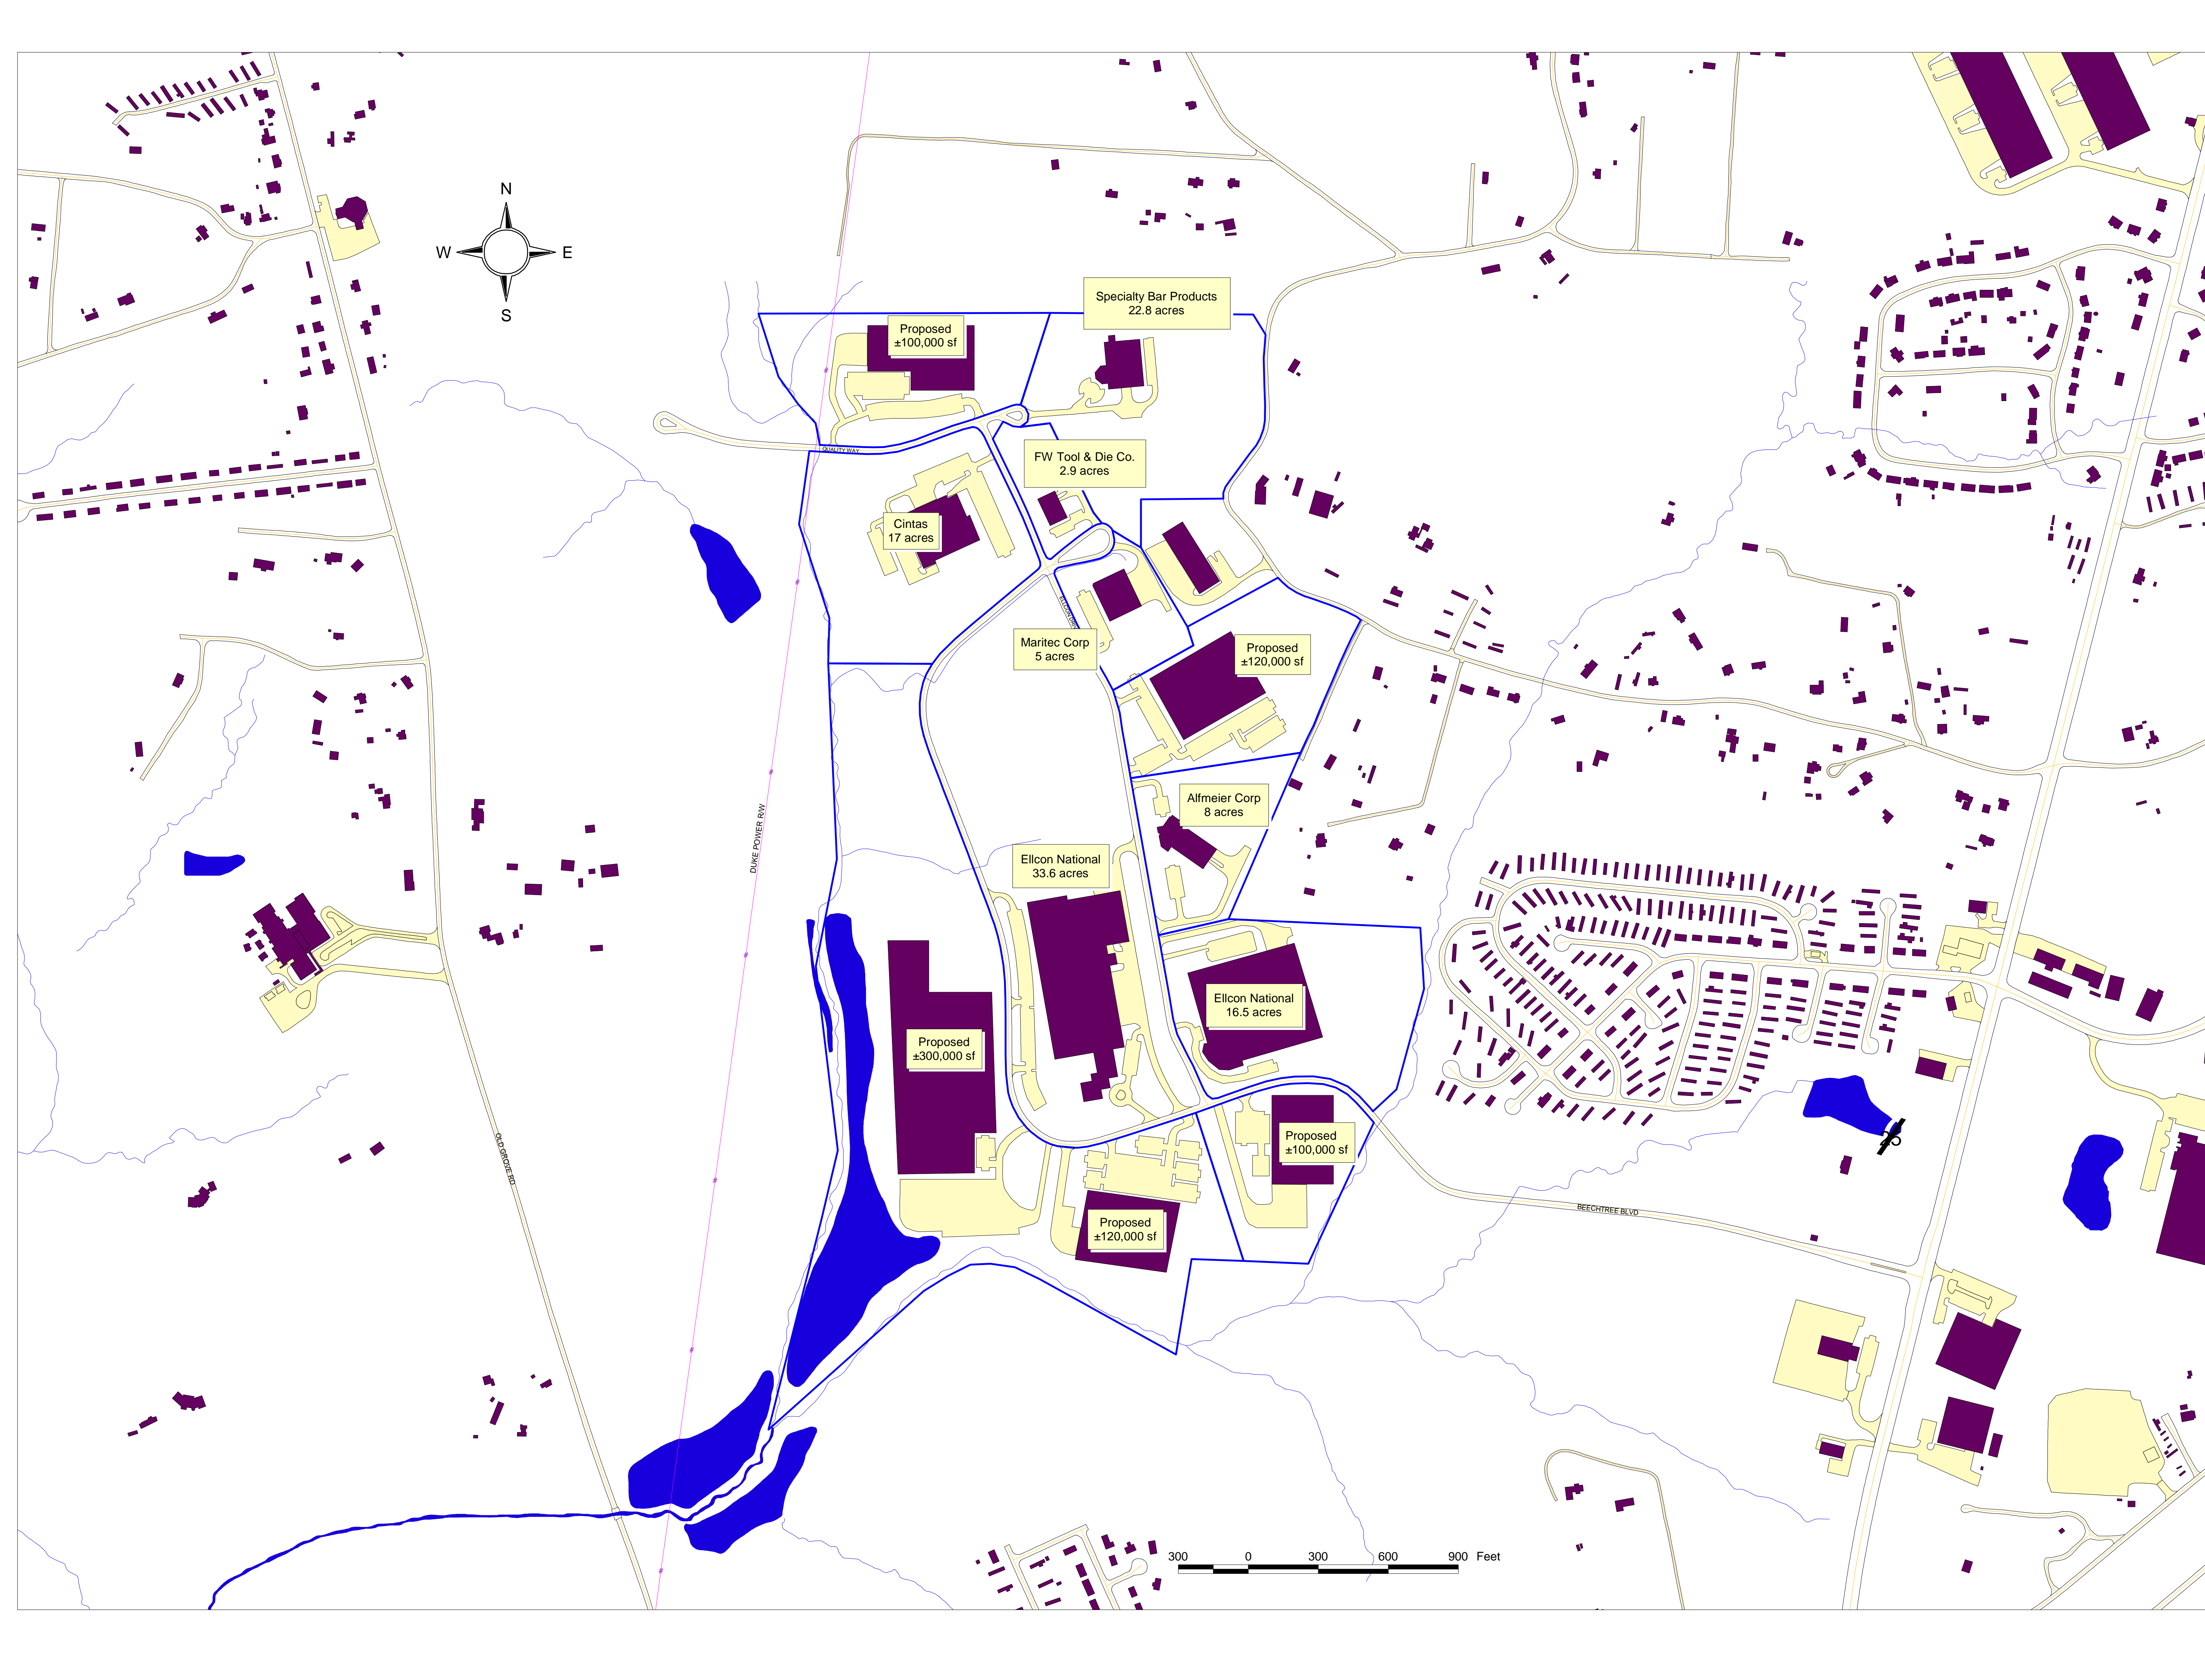 N
W E
S
Specialty Bar Products
22.8 acres
Proposed
±100,000 sf
QUALITY WAY
FW Tool & Die Co.
2.9 acres
Cintas
17 acres
Maritec Corp
5 acres
Proposed
±120,000 sf
Alfmeier Corp
8 acres
DUKE POWER R/W
Ellcon National
33.6 acres
Ellcon National
16.5 acres
Proposed
±300,000 sf
Proposed
±100,000 sf
25
OLD GROVE RD
BEECHTREE BLVD
Proposed
±120,000 sf
300 0 300 600 900 Feet